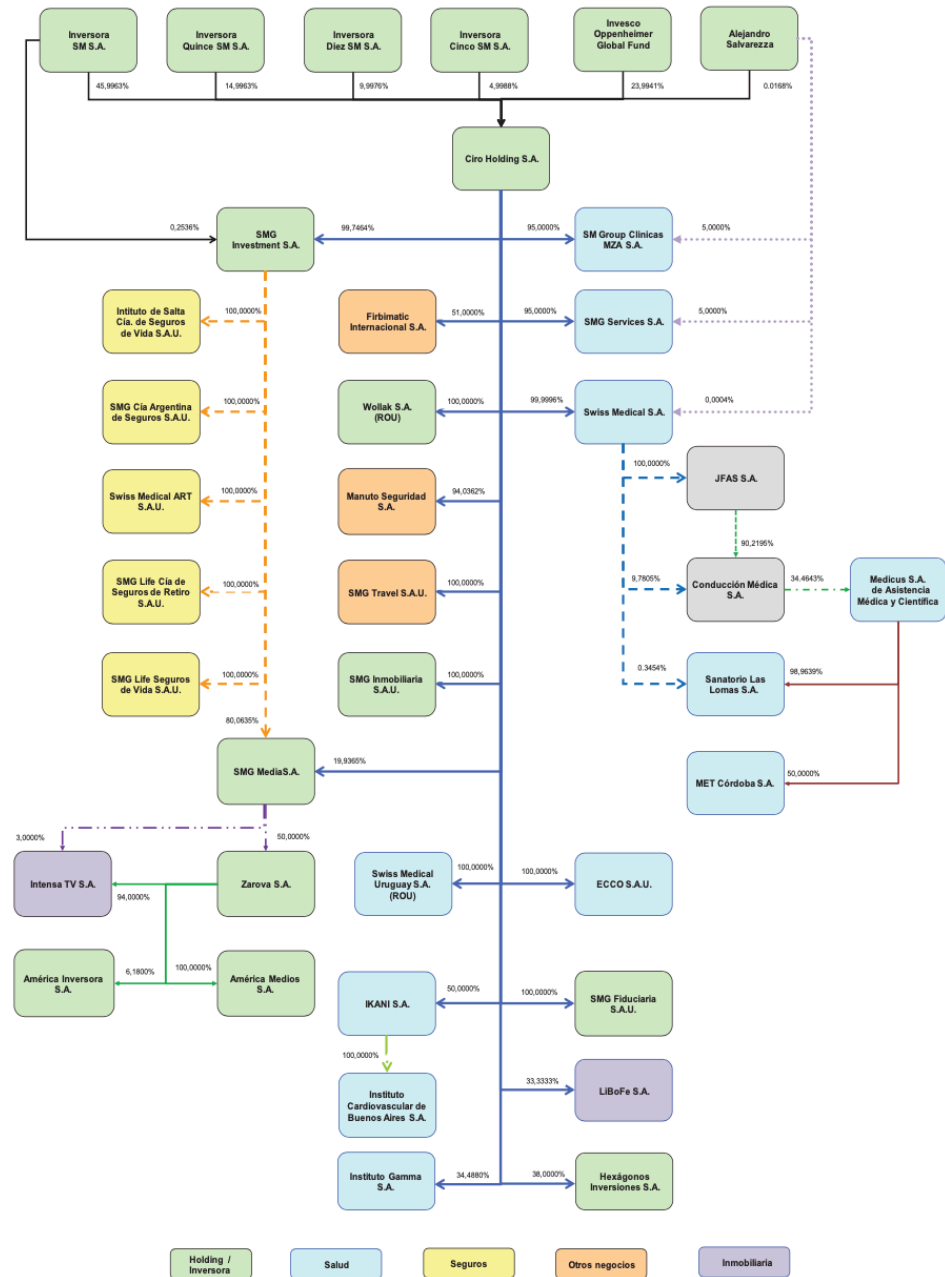 Inversora
SM S.A.
Inversora
Quince SM S.A.
Inversora
Diez SM S.A.
Inversora
Cinco SM S.A.
Invesco
Oppenheimer
Global Fund
Alejandro
Salvarezza
45,9963%
14,9963%
9,9976%
4,9988%
23,9941%
0.0168%
Ciro Holding S.A.
0,2536%
SMG
Investment S.A.
99,7464%
95,0000%
SM Group Clinicas
MZA S.A.
5,0000%
Intituto de Salta
Cía. de Seguros
de Vida S.A.U.
100,0000%
Firbimatic
Internacional S.A.
51,0000%
95,0000%
SMG Services S.A.
5,0000%
SMG Cía Argentina
de Seguros S.A.U.
100,0000%
Wollak S.A.
(ROU)
100,0000%
99,9996%
Swiss Medical S.A.
0,0004%
Swiss Medical ART
S.A.U.
100,0000%
Manuto Seguridad
S.A.
94,0362%
100,0000%
JFAS S.A.
90,2195%
SMG Life Cía de
Seguros de Retiro
S.A.U.
100,0000%
SMG Travel S.A.U.
100,0000%
9,7805%
Conducción Médica
S.A.
34.4643%
Medicus S.A.
de Asistencia
Médica y Científica
SMG Life Seguros
de Vida S.A.U.
100,0000%
SMG Inmobiliaria
S.A.U.
100,0000%
0.3454%
Sanatorio Las
Lomas S.A.
98,9639%
80,0635%
SMG MediaS.A.
19,9365%
MET Córdoba S.A.
50,0000%
3,0000%
50,0000%
Intensa TV S.A.
94,0000%
Zarova S.A.
Swiss Medical
Uruguay S.A.
(ROU)
100,0000%
100,0000%
ECCO S.A.U.
América Inversora
S.A.
6,1800%
100,0000%
América Medios
S.A.
IKANI S.A.
50,0000%
100,0000%
SMG Fiduciaria
S.A.U.
100,0000%
Instituto
Cardiovascular de
Buenos Aires S.A.
33,3333%
LiBoFe S.A.
Instituto Gamma
S.A.
34,4880%
36,0000%
Hexágonos
Inversiones S.A.
Holding /
Inversora
Salud
Seguros
Otros negocios
Inmobiliaria